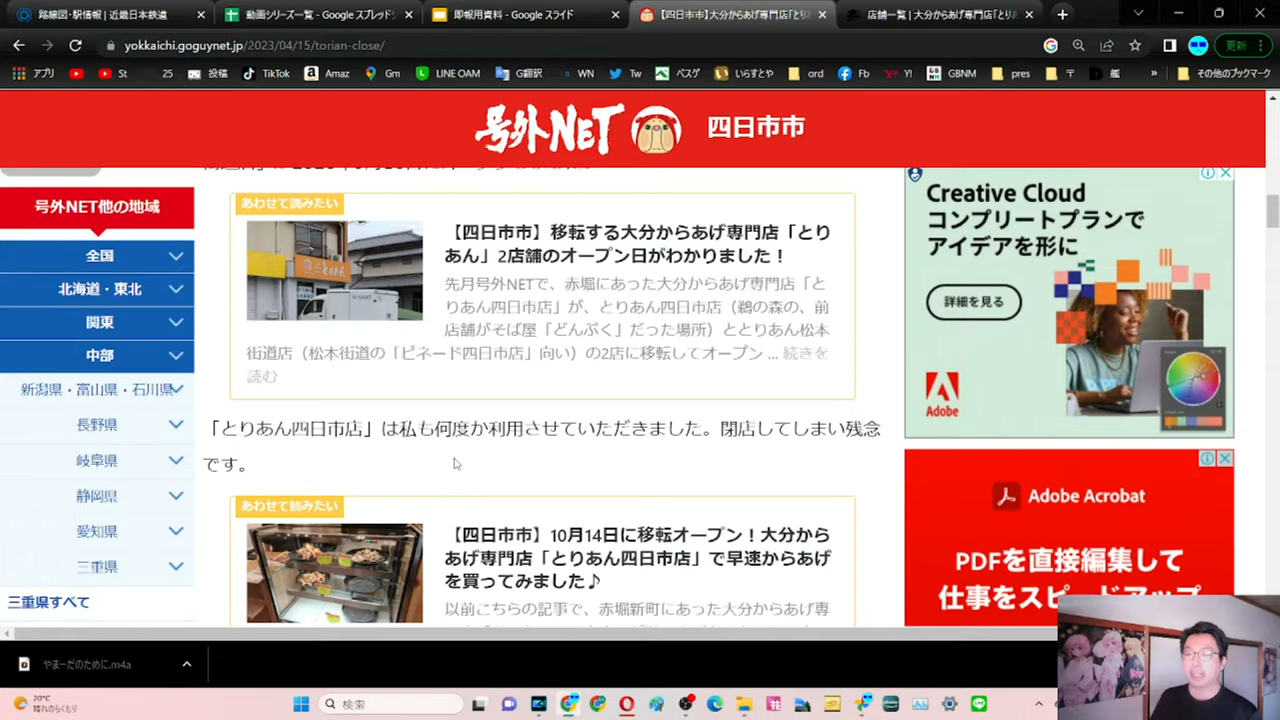 路線図・駅情報 | 近畿日本鉄道
動画シリーズ一覧 - Google スプレッド
即報用資料 - Google スライド
【四日市市】大分からあげ専門店「とり
店舗一覧 | 大分からあげ専門店「とりあ
yokkaichi.goguynet.jp/2023/04/15/torian-close/
更新
アプリ
St
25
投稿
TikTok
Amaz
Gm
LINE OAM
G翻訳
WN
Tw
ベスゲ
いらすとや
ord
Fb
Y!
GBNM
pres
〒
艦
»
その他のブックマーク
号外NET
四日市市
号外NET他の地域
全国
北海道・東北
関東
中部
新潟県・富山県・石川県
長野県
岐阜県
静岡県
愛知県
三重県
三重県すべて
あわせて読みたい
【四日市市】移転する大分からあげ専門店「とり
あん」2店舗のオープン日がわかりました！
先月号外NETで、赤堀にあった大分からあげ専門店「と
りあん四日市店」が、とりあん四日市店（鵜の森の、前
店舗がそば屋「どんぶく」だった場所）ととりあん松本
街道店（松木街道の「ピネード四日市店」向い）の2店に移転してオープン ... 続きを
読む
「とりあん四日市店」は私も何度か利用させていただきました。閉店してしまい残念
です。
あわせて読みたい
【四日市市】10月14日に移転オープン！大分から
あげ専門店「とりあん四日市店」で早速からあげ
を買ってみました♪
以前こちらの記事で、赤堀新町にあった大分からあげ専
Creative Cloud
コンプリートプランで
アイデアを形に
詳細を見る
Adobe
Adobe Acrobat
PDFを直接編集して
仕事をスピードアップ
やまーだのために.m4a
20°C
晴れのちくもり
検索